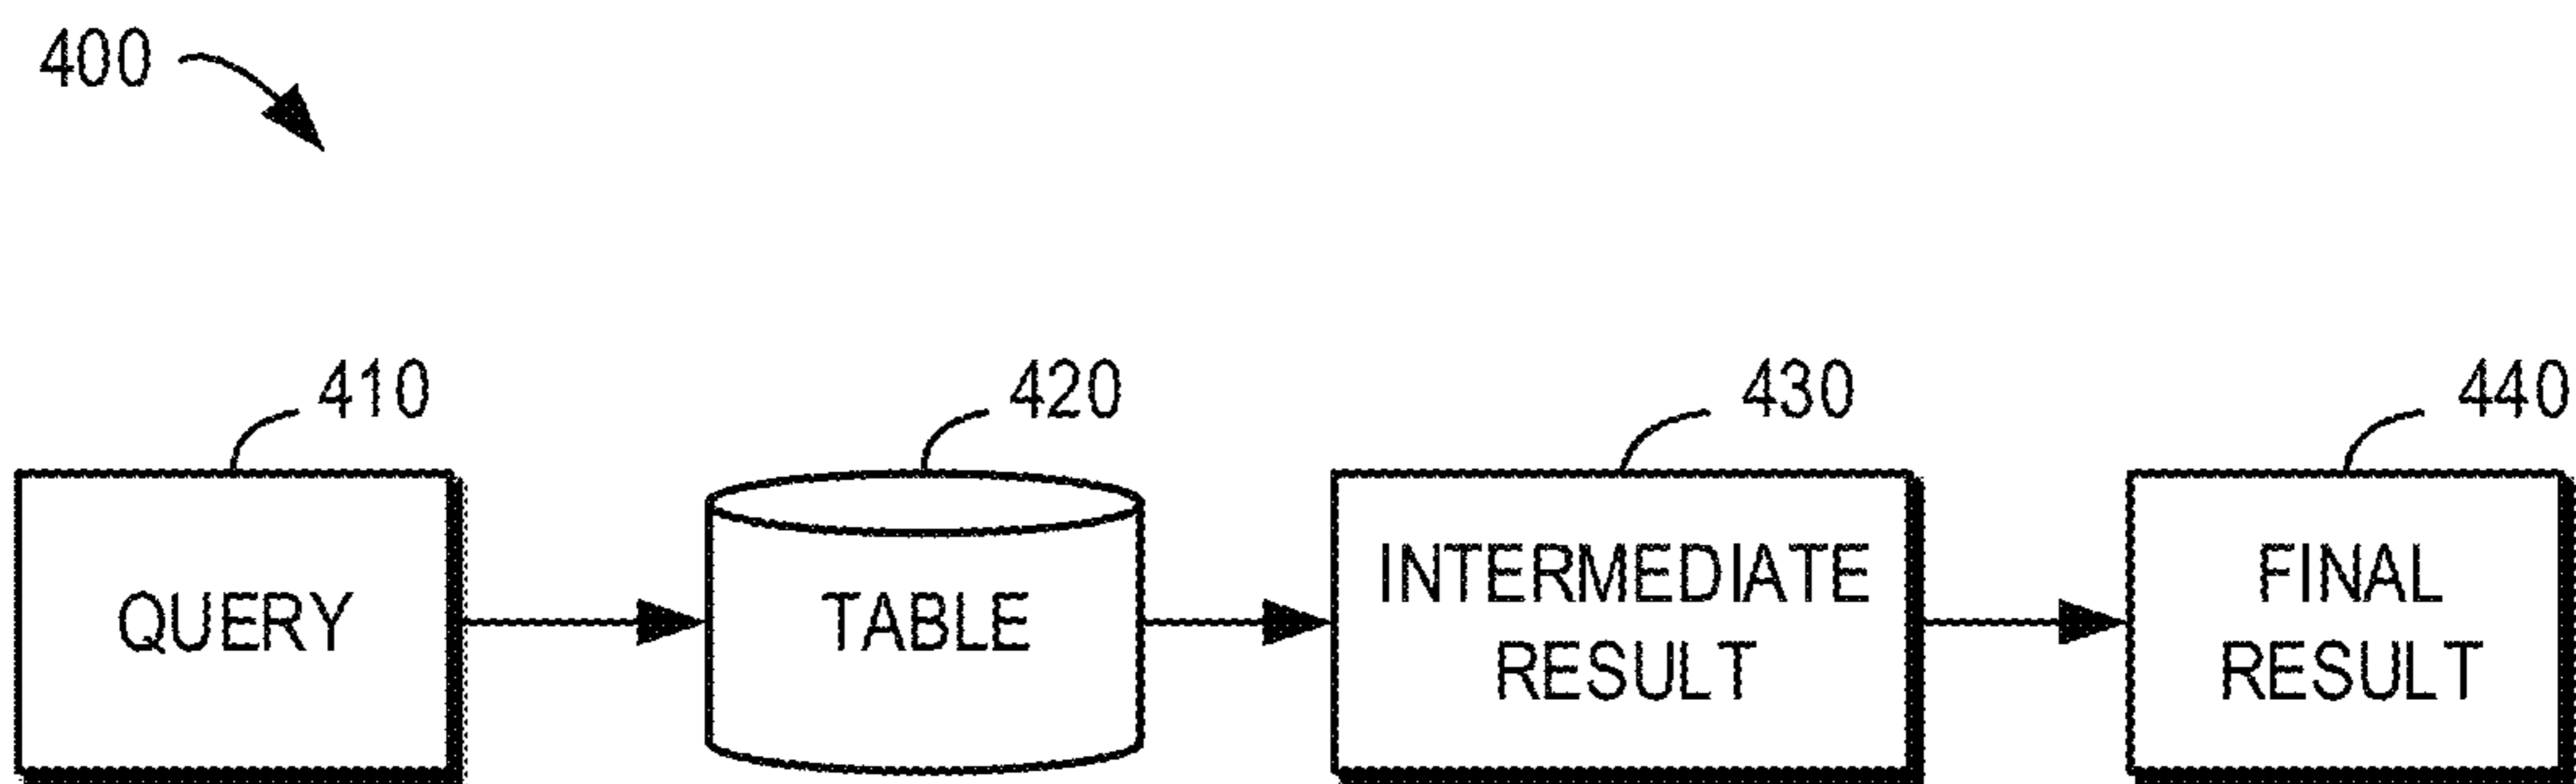 400
410
420
430
440
QUERY
TABLE
INTERMEDIATE
RESULT
FINAL
RESULT